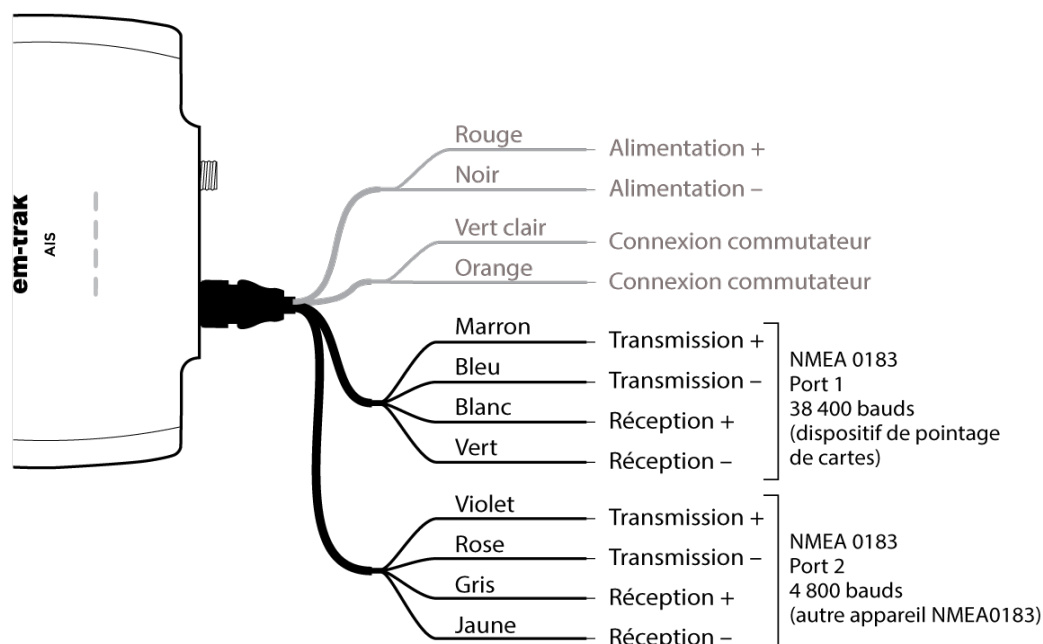 em-trak
AIS
Rouge Alimentation +
Noir Alimentation –
Vert clair Connexion commutateur
Orange Connexion commutateur
Marron Transmission +
Bleu Transmission –
Blanc Réception +
Vert Réception –
NMEA 0183
Port 1
38 400 bauds
(dispositif de pointage
de cartes)
Violet Transmission +
Rose Transmission –
Gris Réception +
Jaune Réception –
NMEA 0183
Port 2
4 800 bauds
(autre appareil NMEA0183)